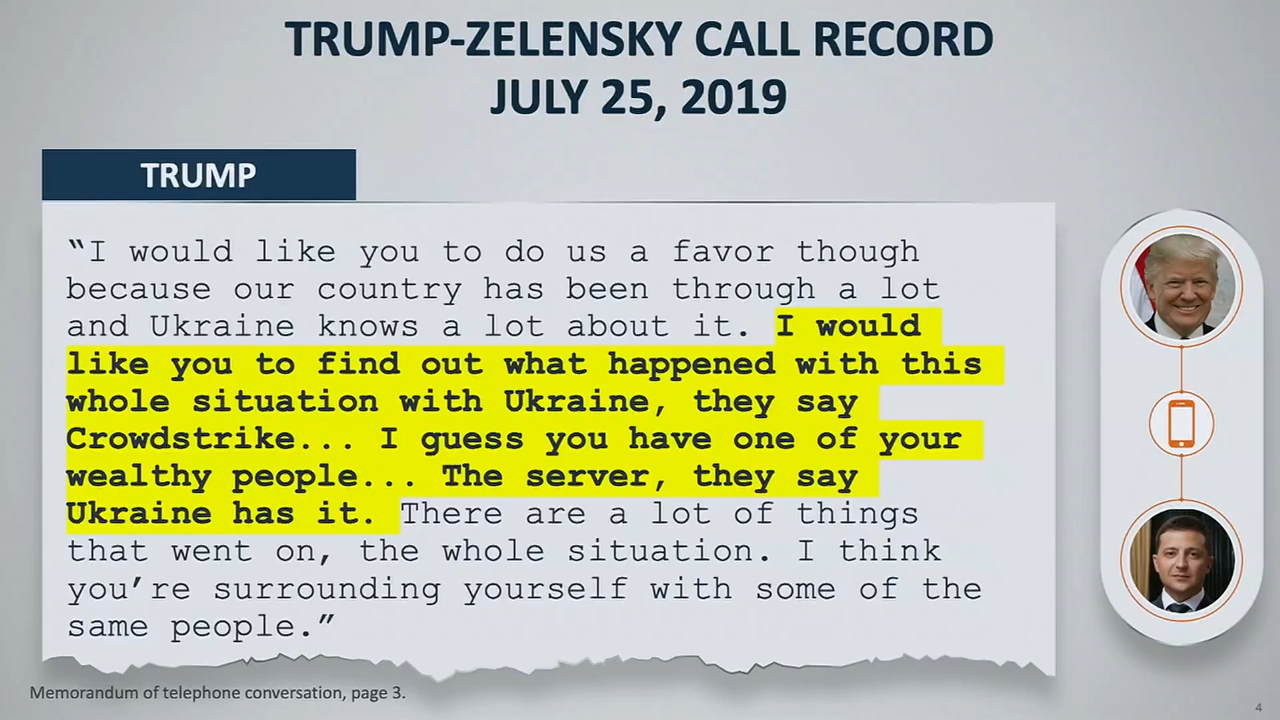 TRUMP-ZELENSKY CALL RECORD
JULY 25, 2019
TRUMP
“I would like you to do us a favor though
because our country has been through a lot
and Ukraine knows a lot about it. I would
like you to find out what happened with this
whole situation with Ukraine, they say
Crowdstrike... I guess you have one of your
wealthy people... The server, they say
Ukraine has it. There are a lot of things
that went on, the whole situation. I think
you’re surrounding yourself with some of the
same people.”
Memorandum of telephone conversation, page 3.
4